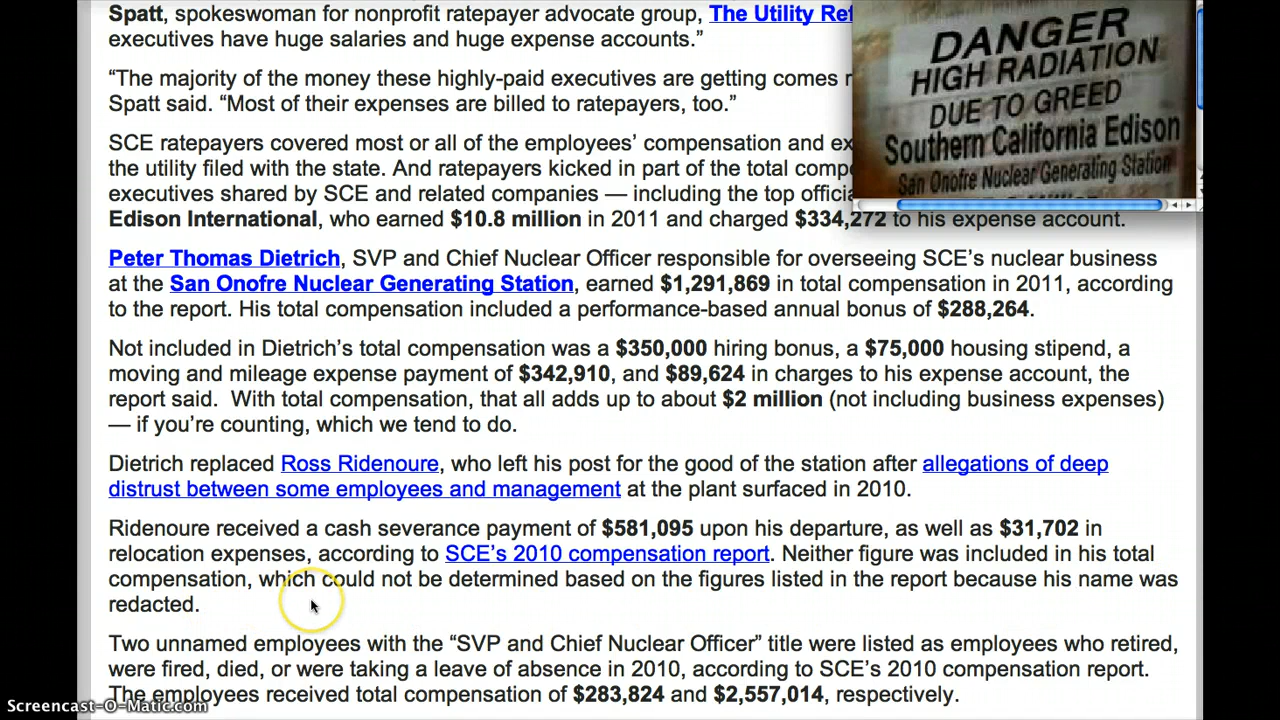 Spatt, spokeswoman for nonprofit ratepayer advocate group, The Utility Ref
executives have huge salaries and huge expense accounts.”
“The majority of the money these highly-paid executives are getting comes
Spatt said. “Most of their expenses are billed to ratepayers, too.”
SCE ratepayers covered most or all of the employees’ compensation and ex
the utility filed with the state. And ratepayers kicked in part of the total comp
executives shared by SCE and related companies — including the top offici
Edison International, who earned $10.8 million in 2011 and charged $334,272 to his expense account.
DANGER
HIGH RADIATION
DUE TO GREED
Southern California Edison
San Onofre Nuclear Generating Station
Peter Thomas Dietrich, SVP and Chief Nuclear Officer responsible for overseeing SCE’s nuclear business
at the San Onofre Nuclear Generating Station, earned $1,291,869 in total compensation in 2011, according
to the report. His total compensation included a performance-based annual bonus of $288,264.
Not included in Dietrich’s total compensation was a $350,000 hiring bonus, a $75,000 housing stipend, a
moving and mileage expense payment of $342,910, and $89,624 in charges to his expense account, the
report said. With total compensation, that all adds up to about $2 million (not including business expenses)
— if you’re counting, which we tend to do.
Dietrich replaced Ross Ridenoure, who left his post for the good of the station after allegations of deep
distrust between some employees and management at the plant surfaced in 2010.
Ridenoure received a cash severance payment of $581,095 upon his departure, as well as $31,702 in
relocation expenses, according to SCE’s 2010 compensation report. Neither figure was included in his total
compensation, which could not be determined based on the figures listed in the report because his name was
redacted.
Two unnamed employees with the “SVP and Chief Nuclear Officer” title were listed as employees who retired,
were fired, died, or were taking a leave of absence in 2010, according to SCE’s 2010 compensation report.
The employees received total compensation of $283,824 and $2,557,014, respectively.
Screencast-O-Matic.com